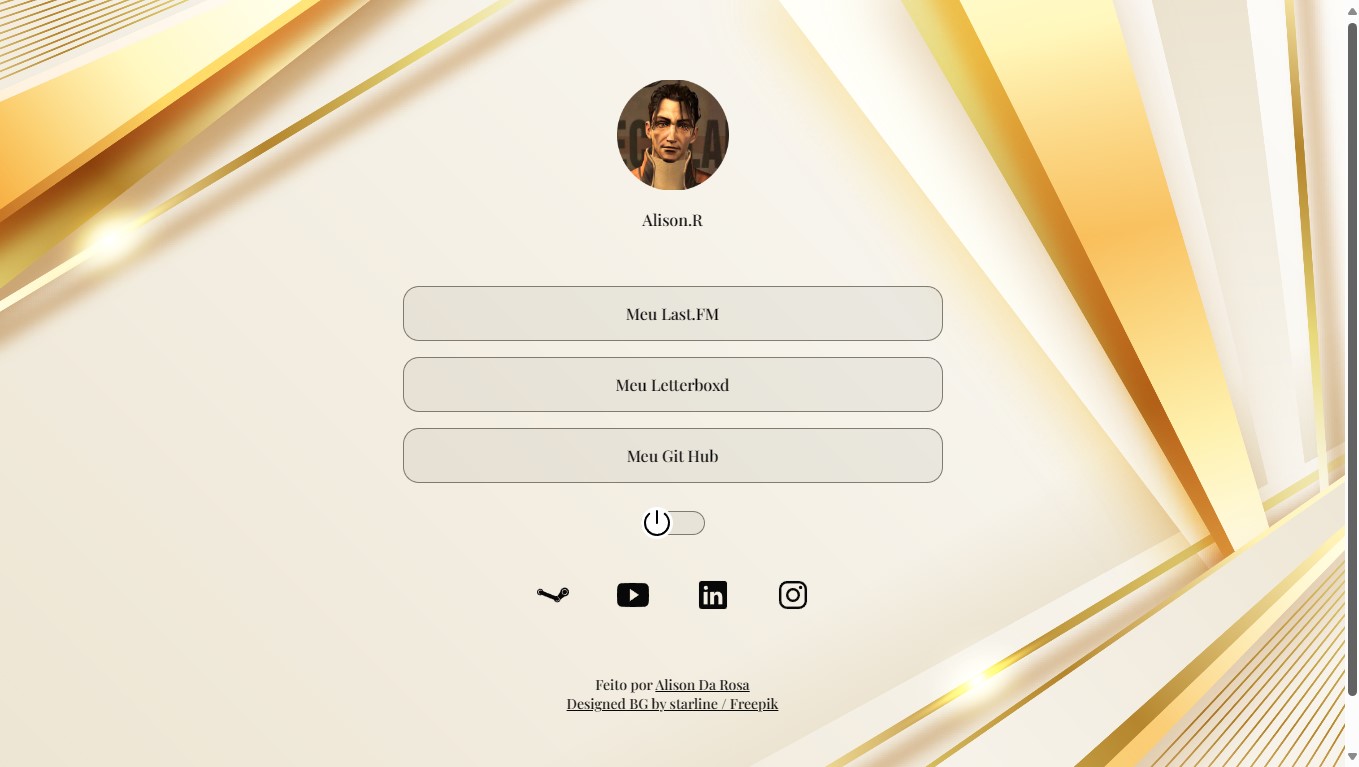 Alison.R
Meu Last.FM
Meu Letterboxd
Meu Git Hub
in
Feito por Alison Da Rosa
Designed BG by starline / Freepik